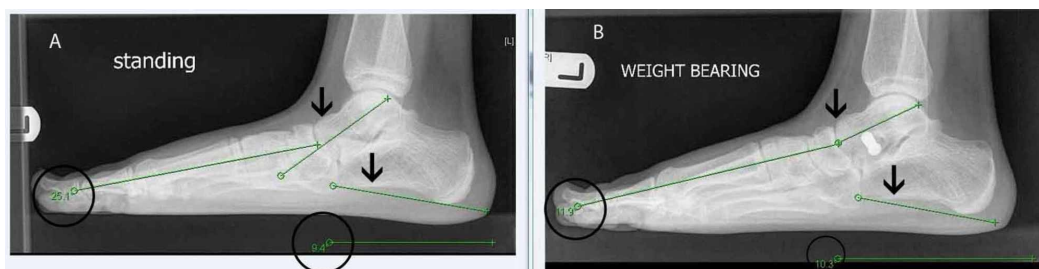 A
standing
[L]
L
25.1
9.4
B
L
WEIGHT BEARING
11.9
10.3